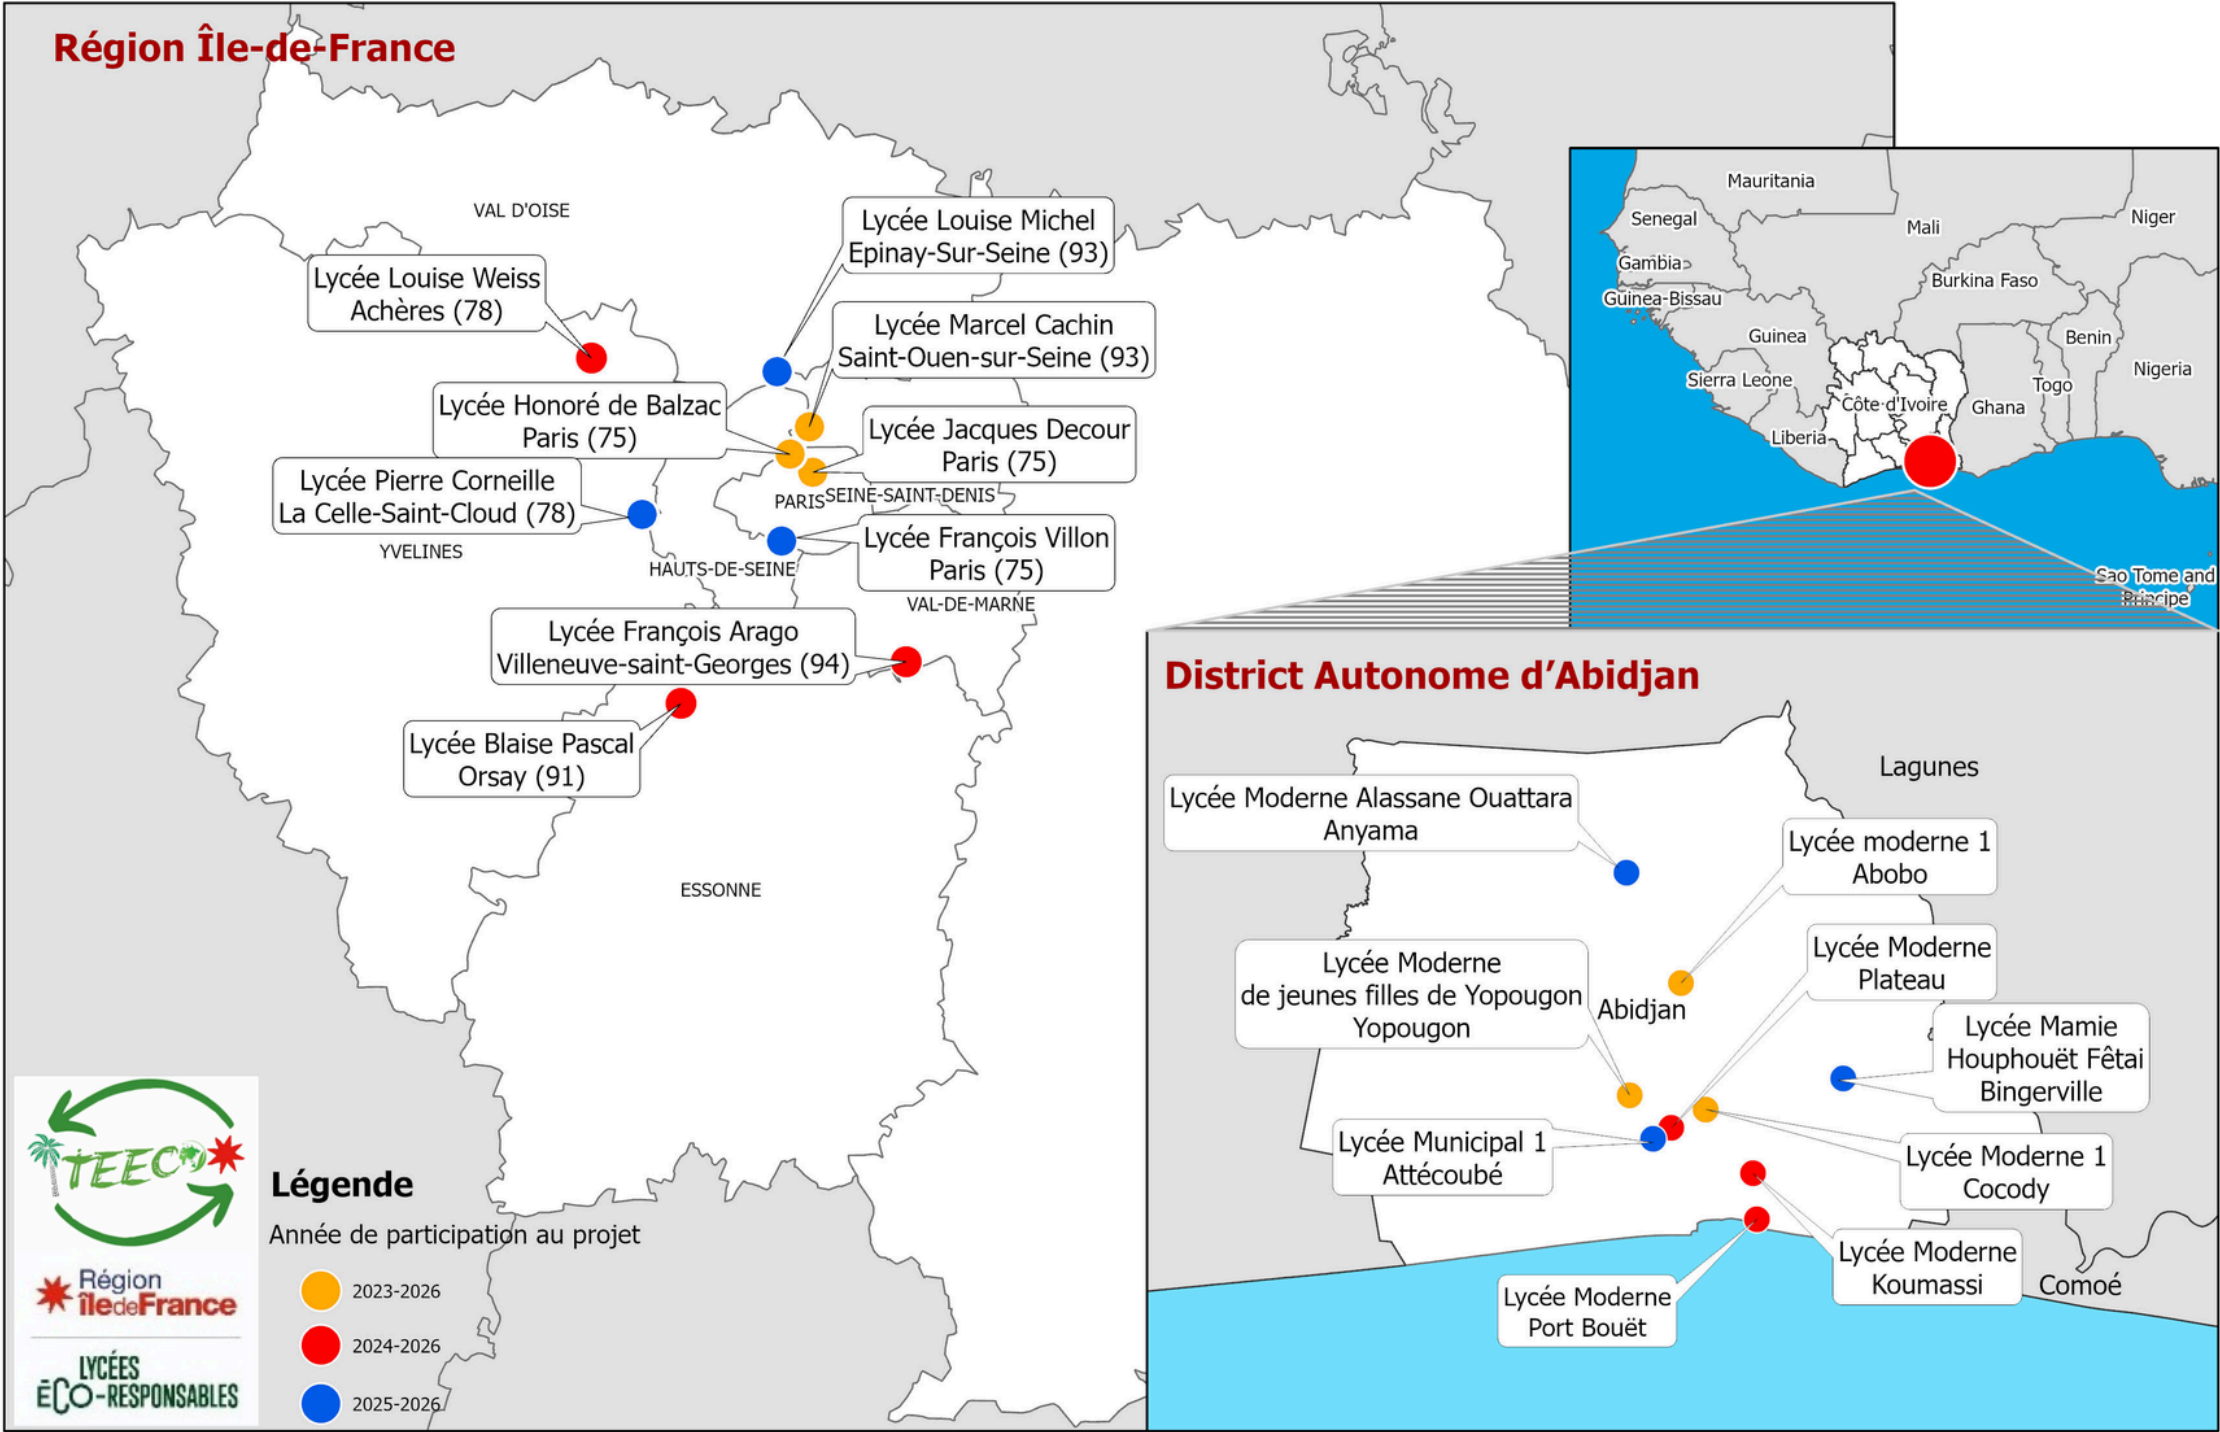 Région Île-de-France
VAL D'OISE
Lycée Louise Michel
Epinay-Sur-Seine (93)
Lycée Louise Weiss
Achères (78)
Lycée Marcel Cachin
Saint-Ouen-sur-Seine (93)
Lycée Honoré de Balzac
Paris (75)
Lycée Jacques Decour
Paris (75)
Lycée Pierre Corneille
La Celle-Saint-Cloud (78)
PARIS
SEINE-SAINT-DENIS
YVELINES
Lycée François Villon
Paris (75)
HAUTS-DE-SEINE
VAL-DE-MARNE
Lycée François Arago
Villeneuve-saint-Georges (94)
Lycée Blaise Pascal
Orsay (91)
ESSONNE
Mauritania
Senegal
Mali
Niger
Gambia
Burkina Faso
Guinea-Bissau
Guinea
Benin
Nigeria
Sierra Leone
Togo
Côte d'Ivoire
Ghana
Liberia
Sao Tome and
Principe
District Autonome d’Abidjan
Lagunes
Lycée Moderne Alassane Ouattara
Anyama
Lycée moderne 1
Abobo
Lycée Moderne
Plateau
Lycée Moderne
de jeunes filles de Yopougon
Yopougon
Abidjan
Lycée Mamie
Houphouët Fêtai
Bingerville
Lycée Municipal 1
Attécoubé
Lycée Moderne 1
Cocody
Lycée Moderne
Koumassi
Comoé
Lycée Moderne
Port Bouët
TEECO
Région
îledeFrance
LYCÉES
ÉCO-RESPONSABLES
Légende
Année de participation au projet
2023-2026
2024-2026
2025-2026